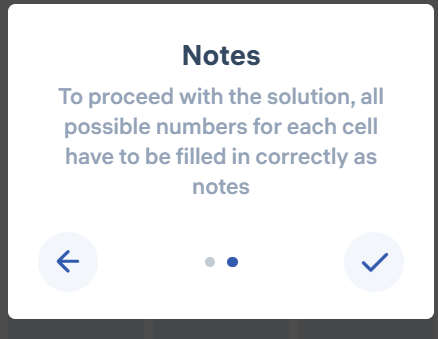 Notes
To proceed with the solution, all
possible numbers for each cell
have to be filled in correctly as
notes